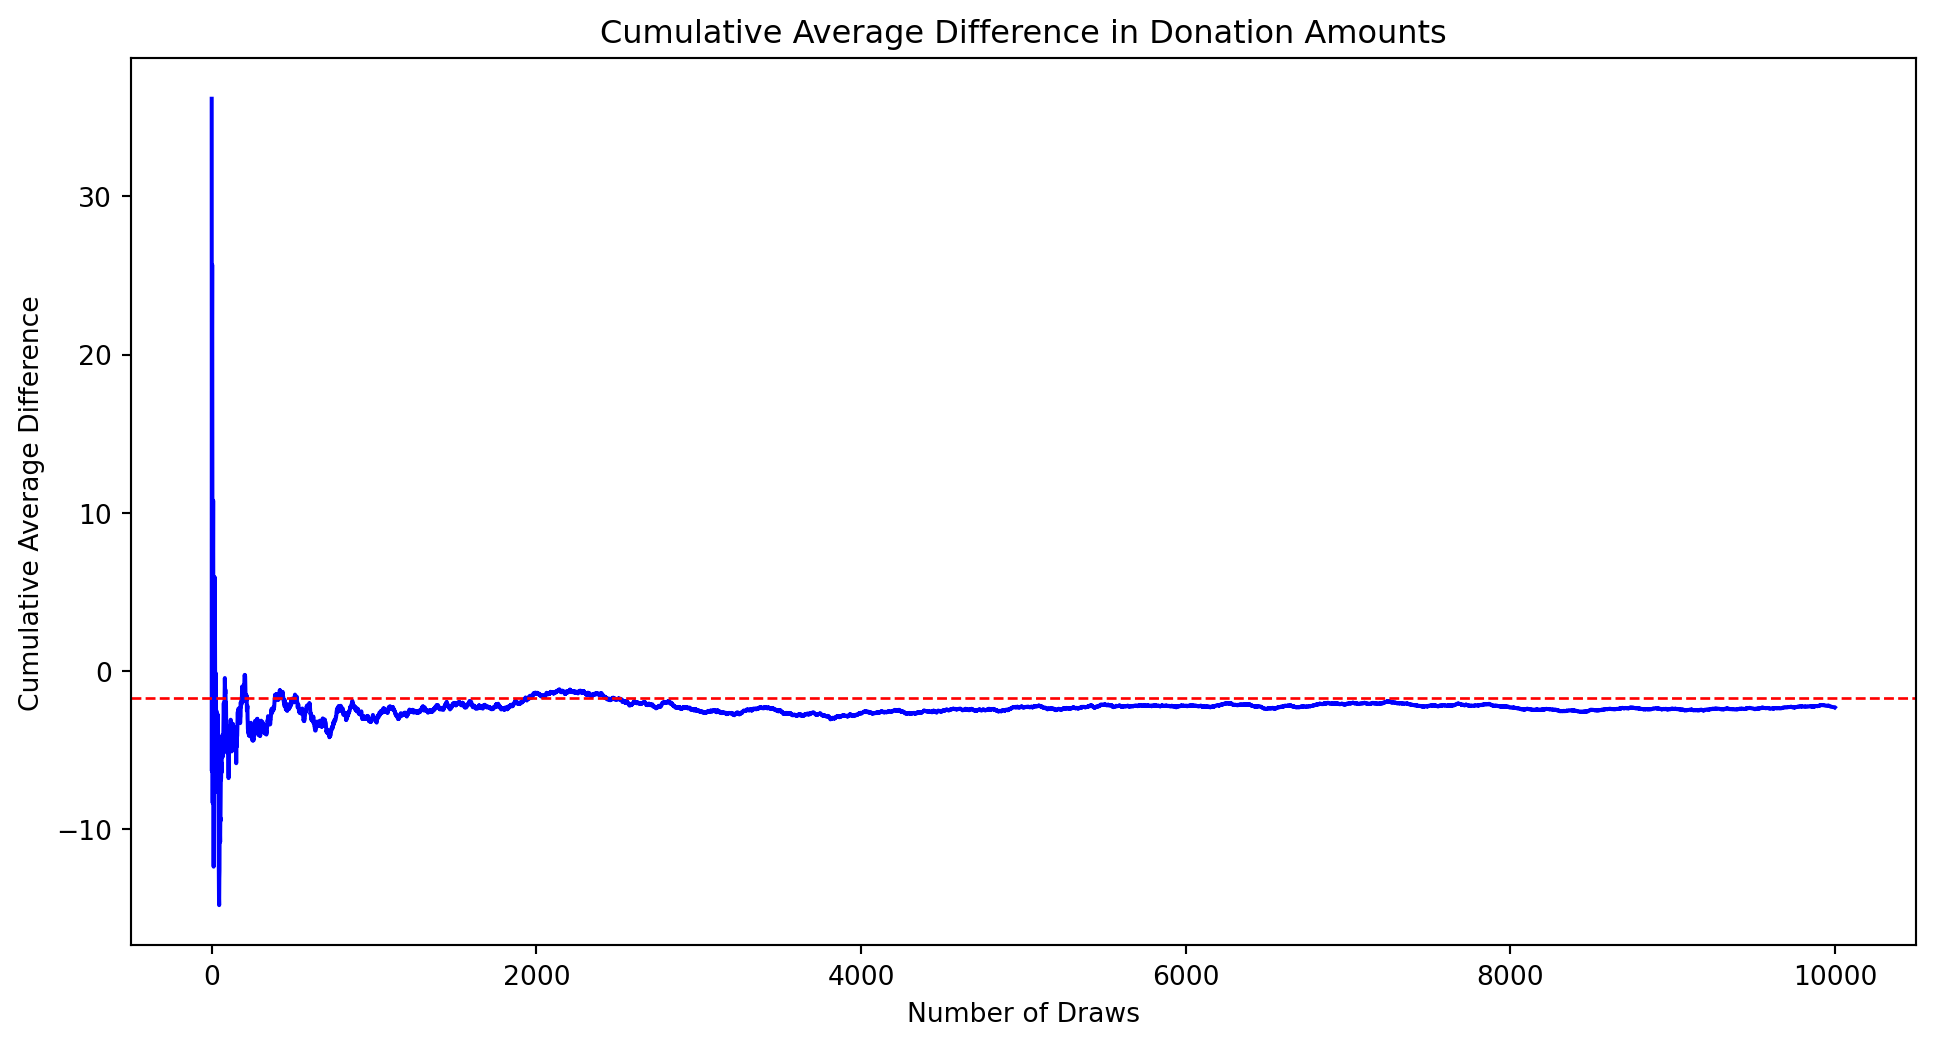 Cumulative Average Difference in Donation Amounts
Cumulative Average Difference
30
20
10
0
−10
0 2000 4000 6000 8000 10000
Number of Draws